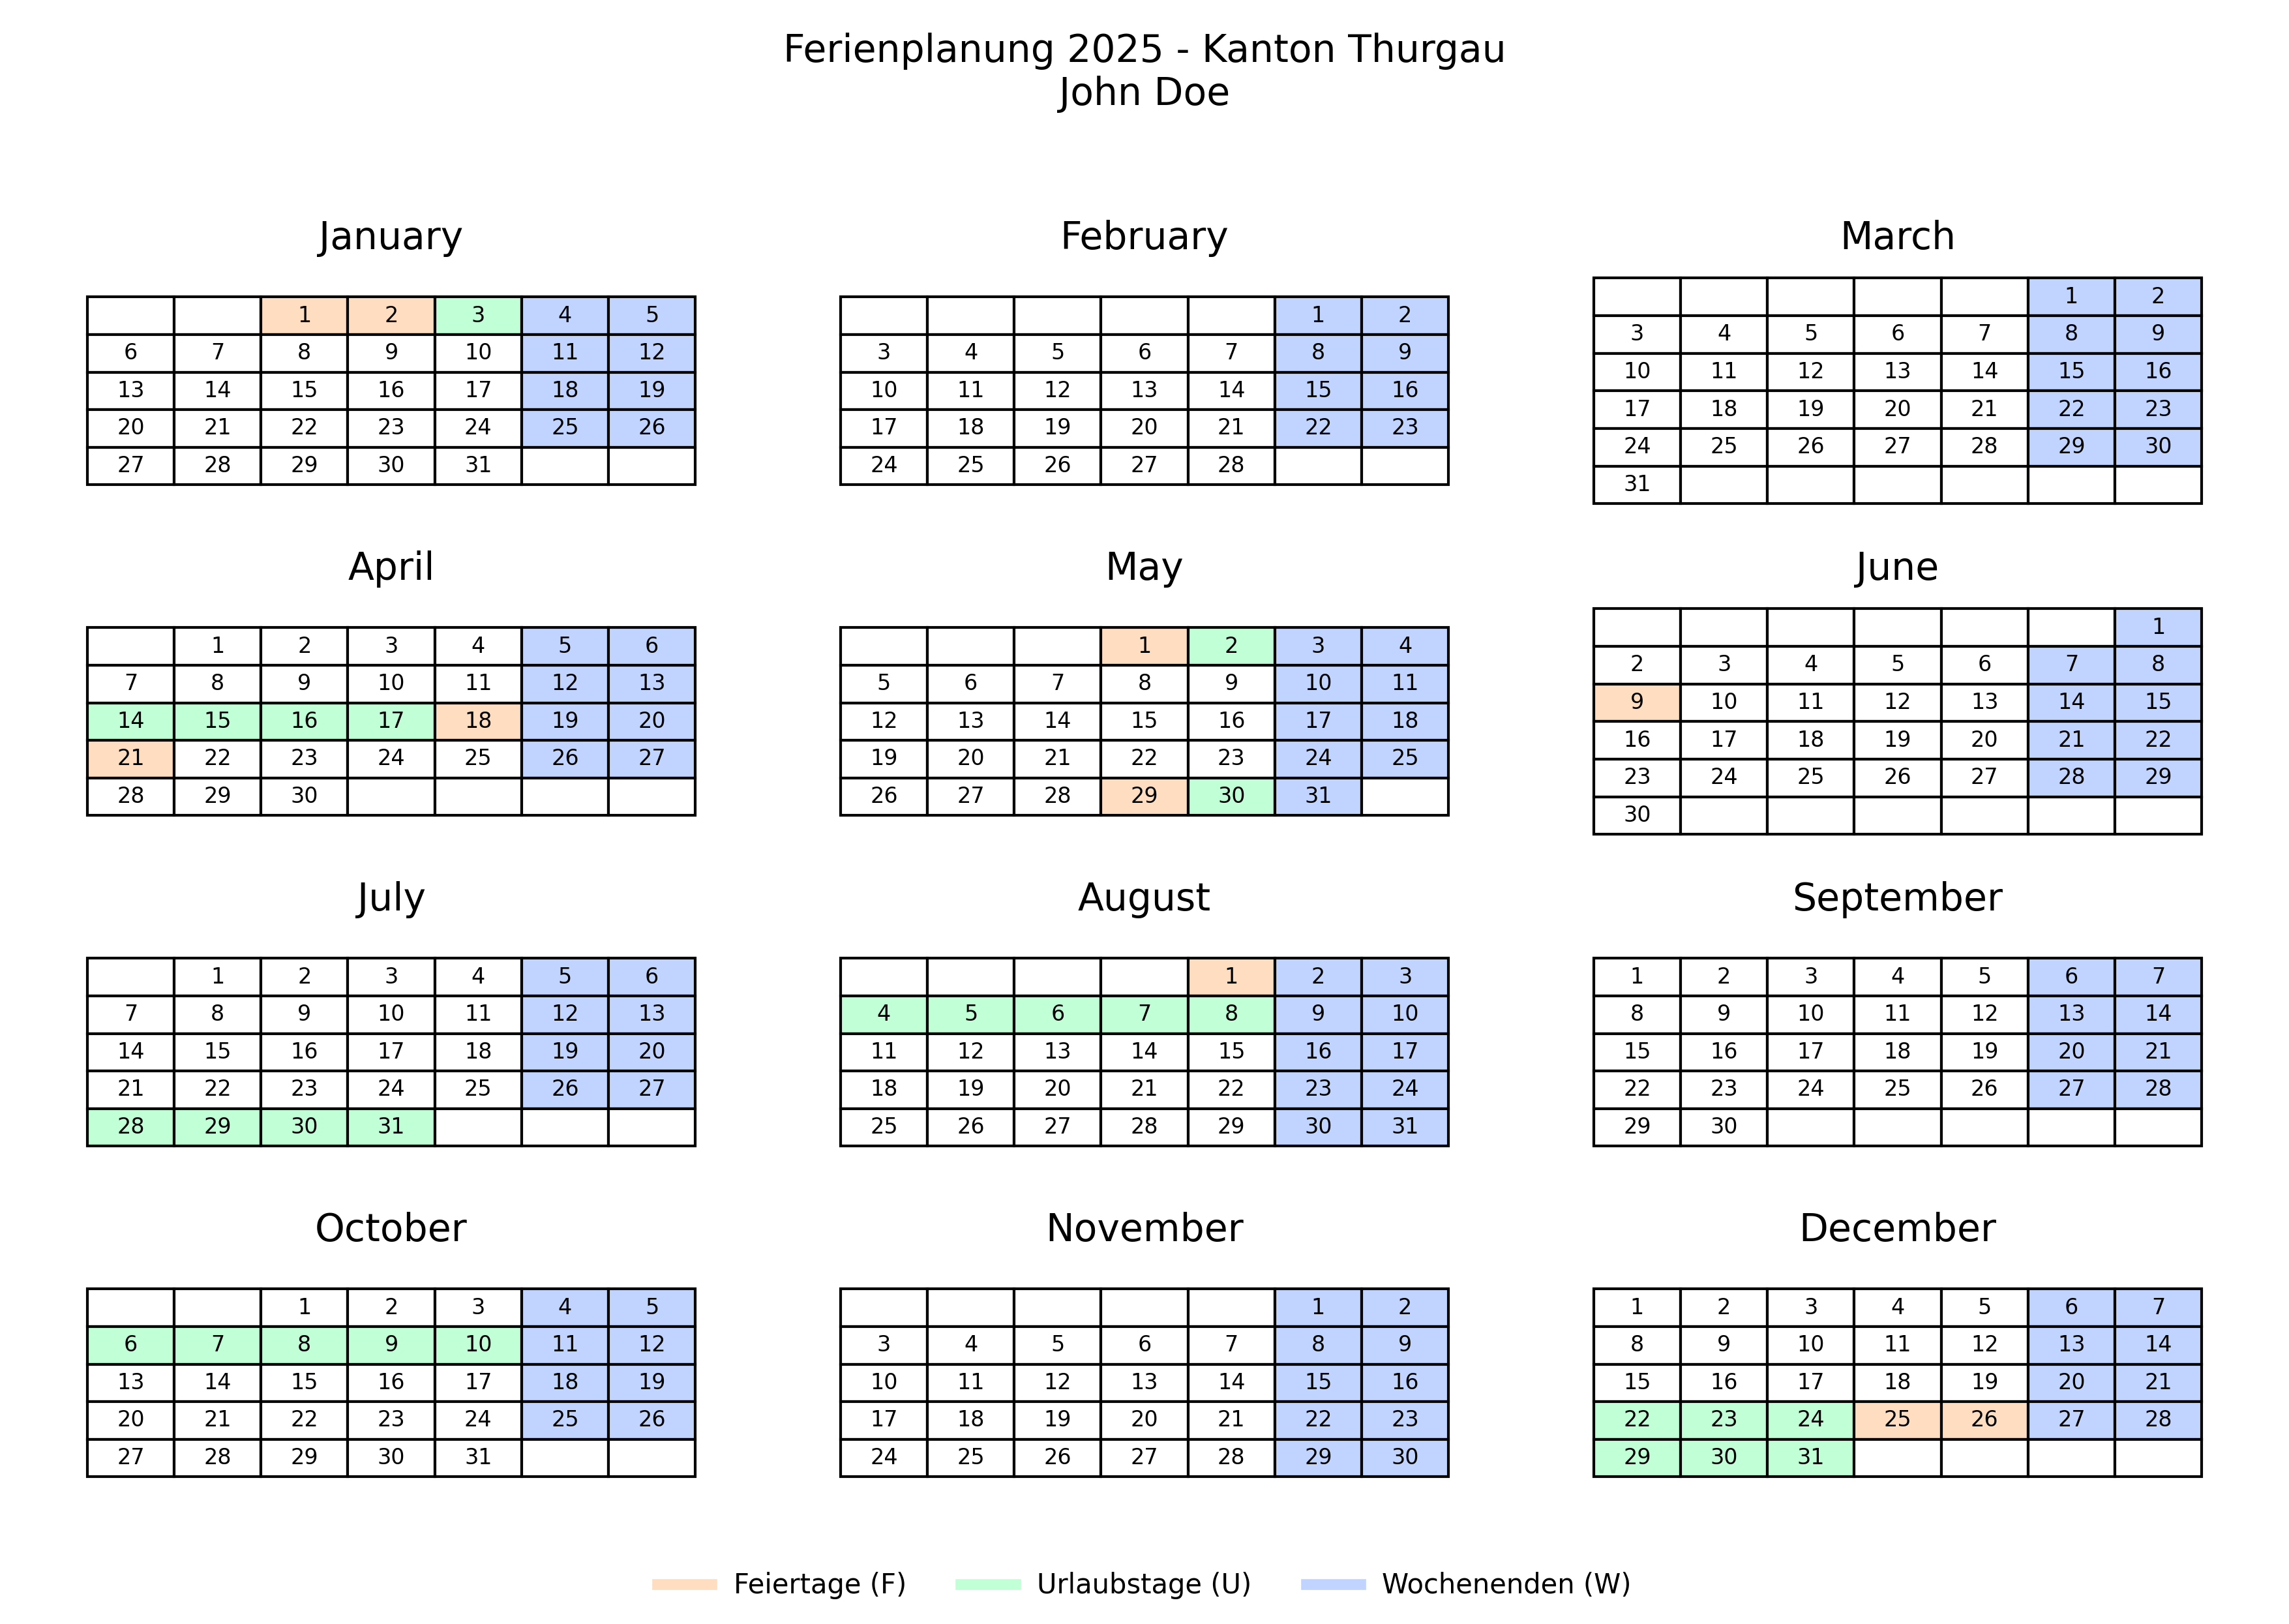 Ferienplanung 2025 - Kanton Thurgau
John Doe
January
1 2 3 4 5
6 7 8 9 10 11 12
13 14 15 16 17 18 19
20 21 22 23 24 25 26
27 28 29 30 31
February
1 2
3 4 5 6 7 8 9
10 11 12 13 14 15 16
17 18 19 20 21 22 23
24 25 26 27 28
March
1 2
3 4 5 6 7 8 9
10 11 12 13 14 15 16
17 18 19 20 21 22 23
24 25 26 27 28 29 30
31
April
1 2 3 4 5 6
7 8 9 10 11 12 13
14 15 16 17 18 19 20
21 22 23 24 25 26 27
28 29 30
May
1 2 3 4
5 6 7 8 9 10 11
12 13 14 15 16 17 18
19 20 21 22 23 24 25
26 27 28 29 30 31
June
1
2 3 4 5 6 7 8
9 10 11 12 13 14 15
16 17 18 19 20 21 22
23 24 25 26 27 28 29
30
July
1 2 3 4 5 6
7 8 9 10 11 12 13
14 15 16 17 18 19 20
21 22 23 24 25 26 27
28 29 30 31
August
1 2 3
4 5 6 7 8 9 10
11 12 13 14 15 16 17
18 19 20 21 22 23 24
25 26 27 28 29 30 31
September
1 2 3 4 5 6 7
8 9 10 11 12 13 14
15 16 17 18 19 20 21
22 23 24 25 26 27 28
29 30
October
1 2 3 4 5
6 7 8 9 10 11 12
13 14 15 16 17 18 19
20 21 22 23 24 25 26
27 28 29 30 31
November
1 2
3 4 5 6 7 8 9
10 11 12 13 14 15 16
17 18 19 20 21 22 23
24 25 26 27 28 29 30
December
1 2 3 4 5 6 7
8 9 10 11 12 13 14
15 16 17 18 19 20 21
22 23 24 25 26 27 28
29 30 31
Feiertage (F) Urlaubstage (U) Wochenenden (W)